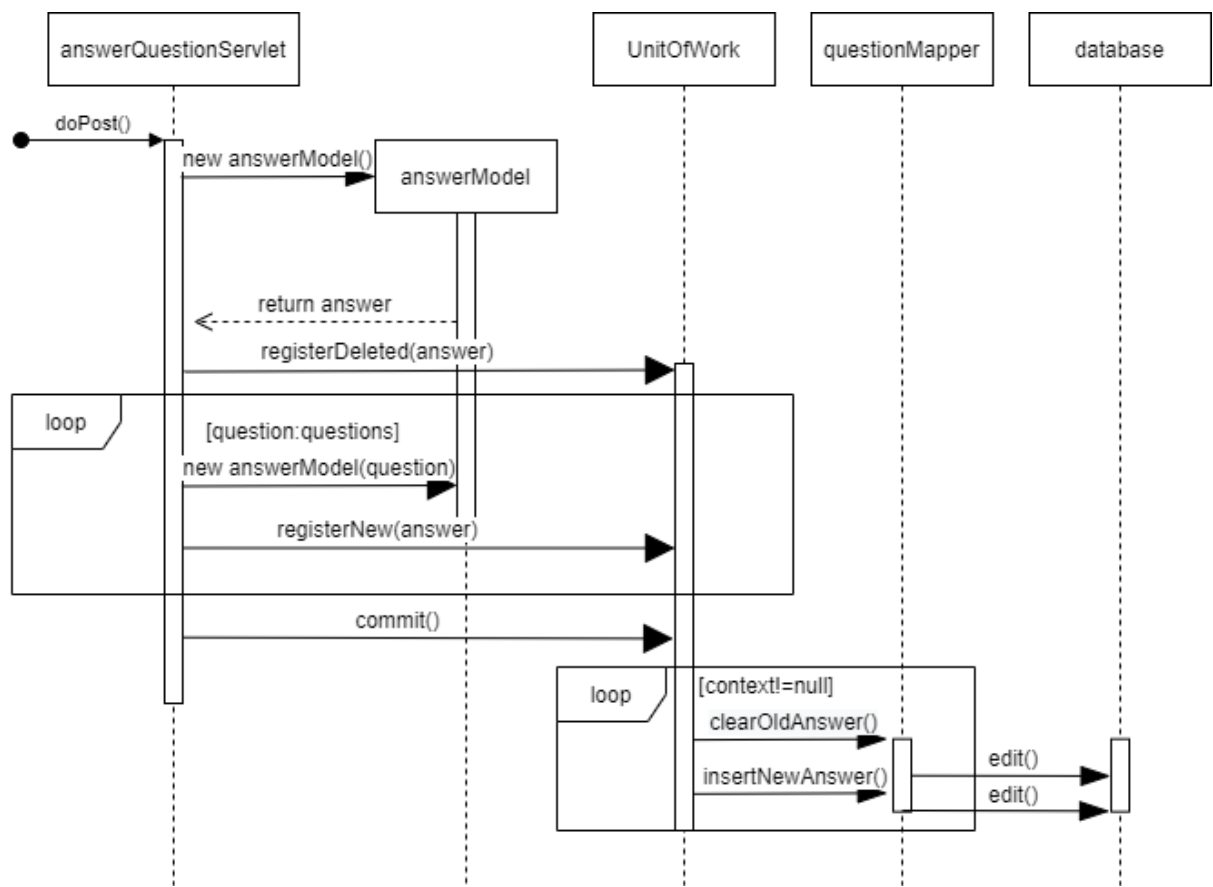 answerQuestionServlet
UnitOfWork
questionMapper
database
doPost()
new answerModel()
answerModel
return answer
registerDeleted(answer)
loop
[question:questions]
new answerModel(question)
registerNew(answer)
commit()
loop
[context!=null]
clearOldAnswer()
edit()
insertNewAnswer()
edit()